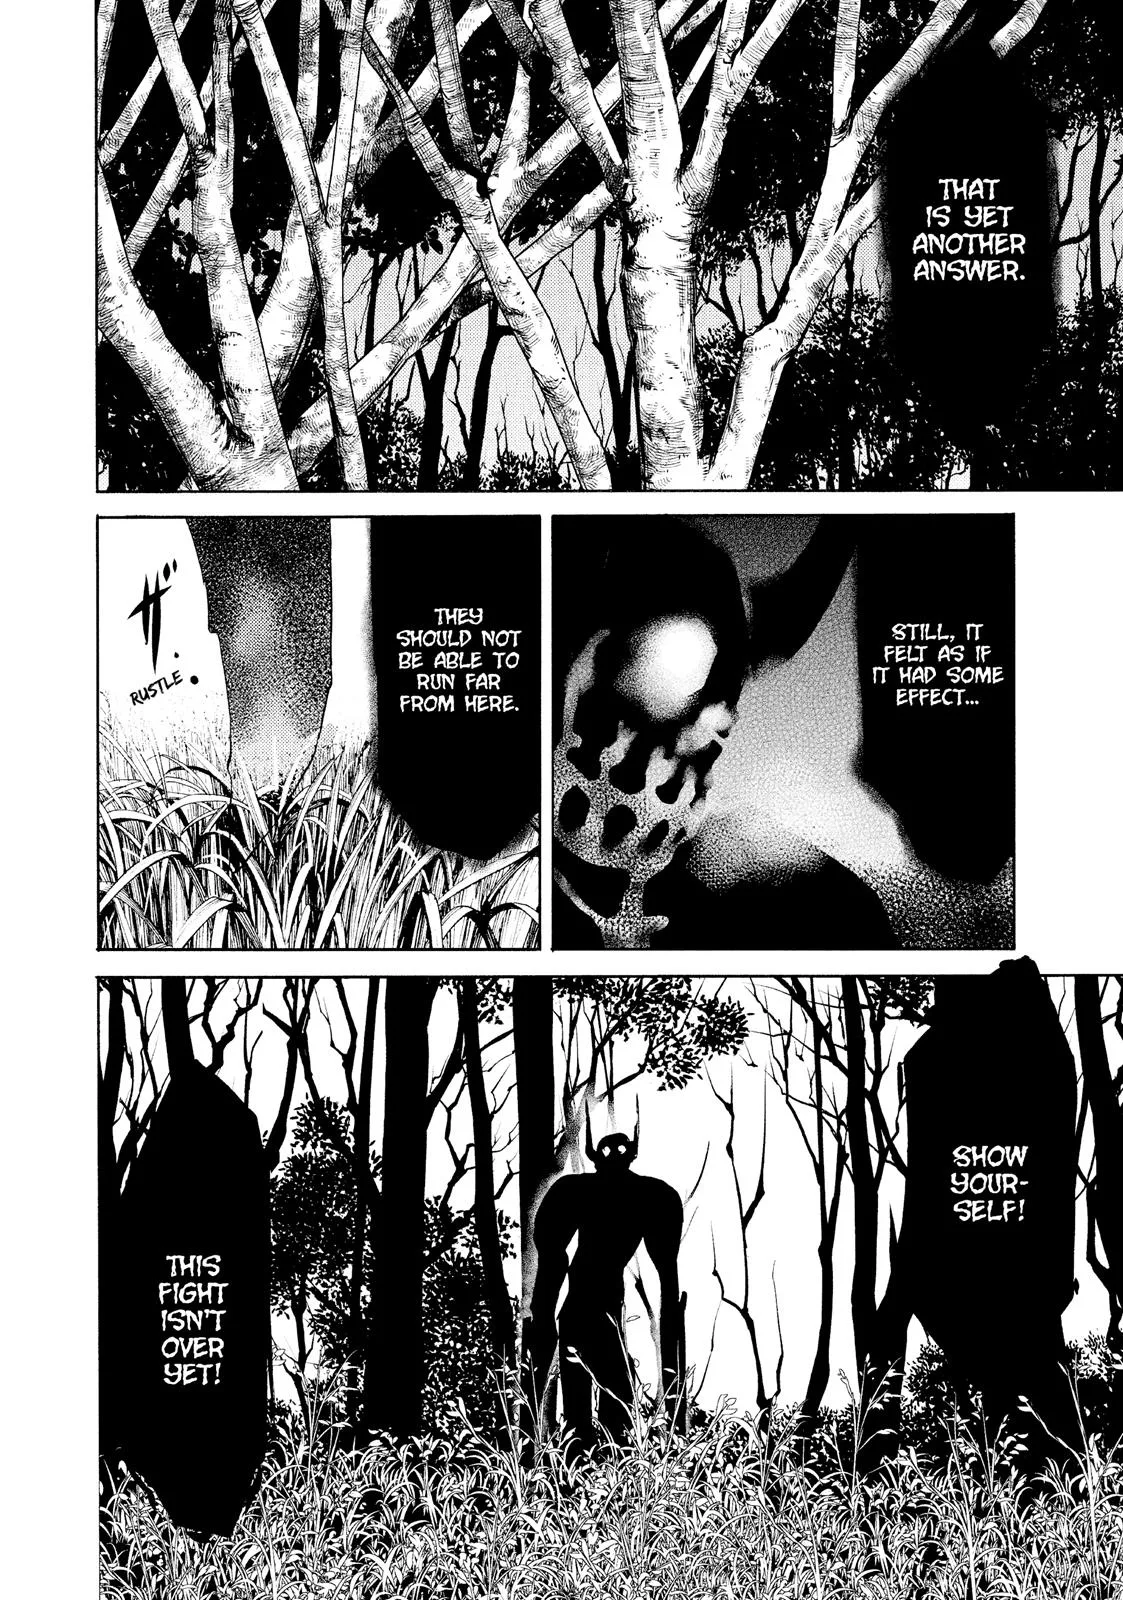 THAT
IS YET
ANOTHER
ANSWER.
STILL, IT
FELT AS IF
IT HAD SOME
EFFECT...
THEY
SHOULD NOT
BE ABLE TO
RUN FAR
FROM HERE.
ザ
RUSTLE
SHOW
YOUR-
SELF!
THIS
FIGHT
ISN'T
OVER
YET!